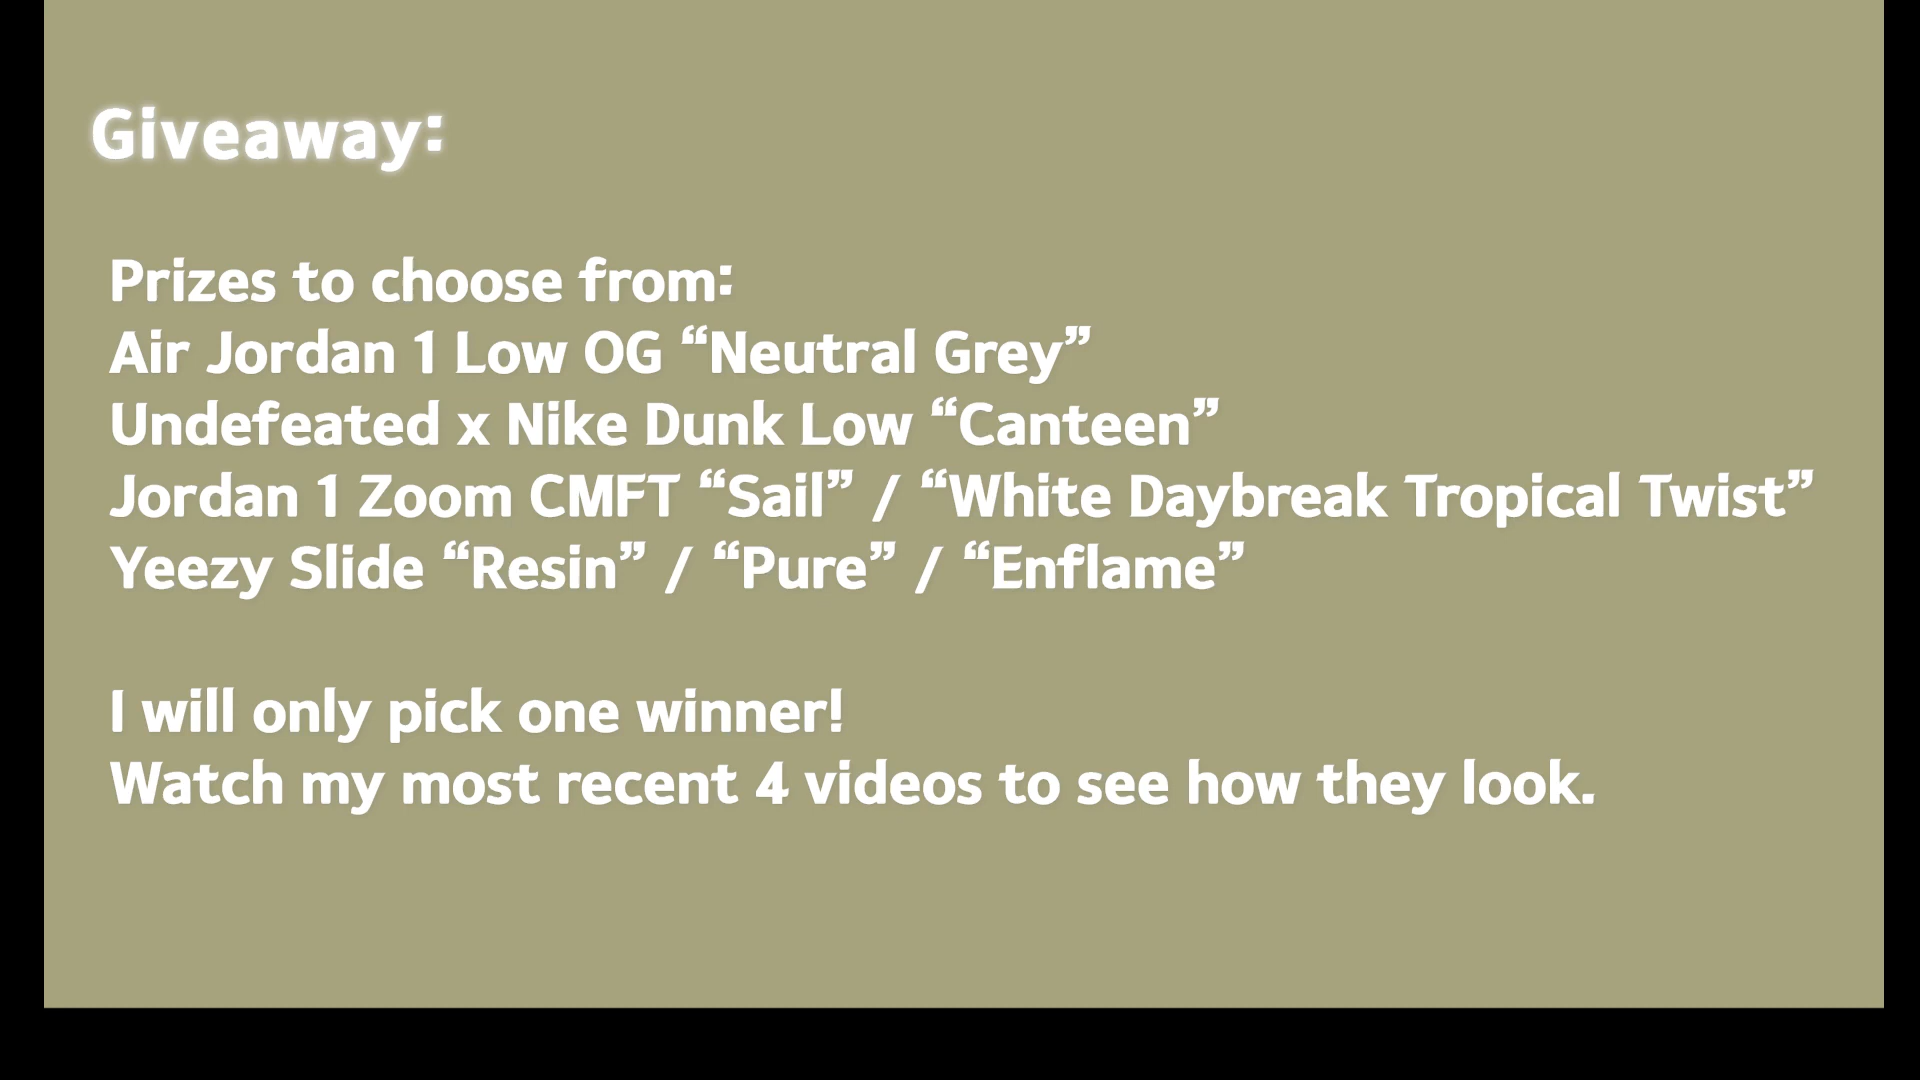 Giveaway:
Prizes to choose from:
Air Jordan 1 Low OG “Neutral Grey”
Undefeated x Nike Dunk Low “Canteen”
Jordan 1 Zoom CMFT “Sail” / “White Daybreak Tropical Twist”
Yeezy Slide “Resin” / “Pure” / “Enflame”
I will only pick one winner!
Watch my most recent 4 videos to see how they look.